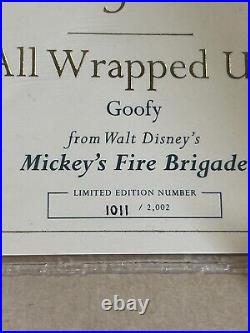 All Wrapped U
Goofy
from Walt Disney's
Mickey's Fire Brigade
LIMITED EDITION NUMBER
1011 / 2,002